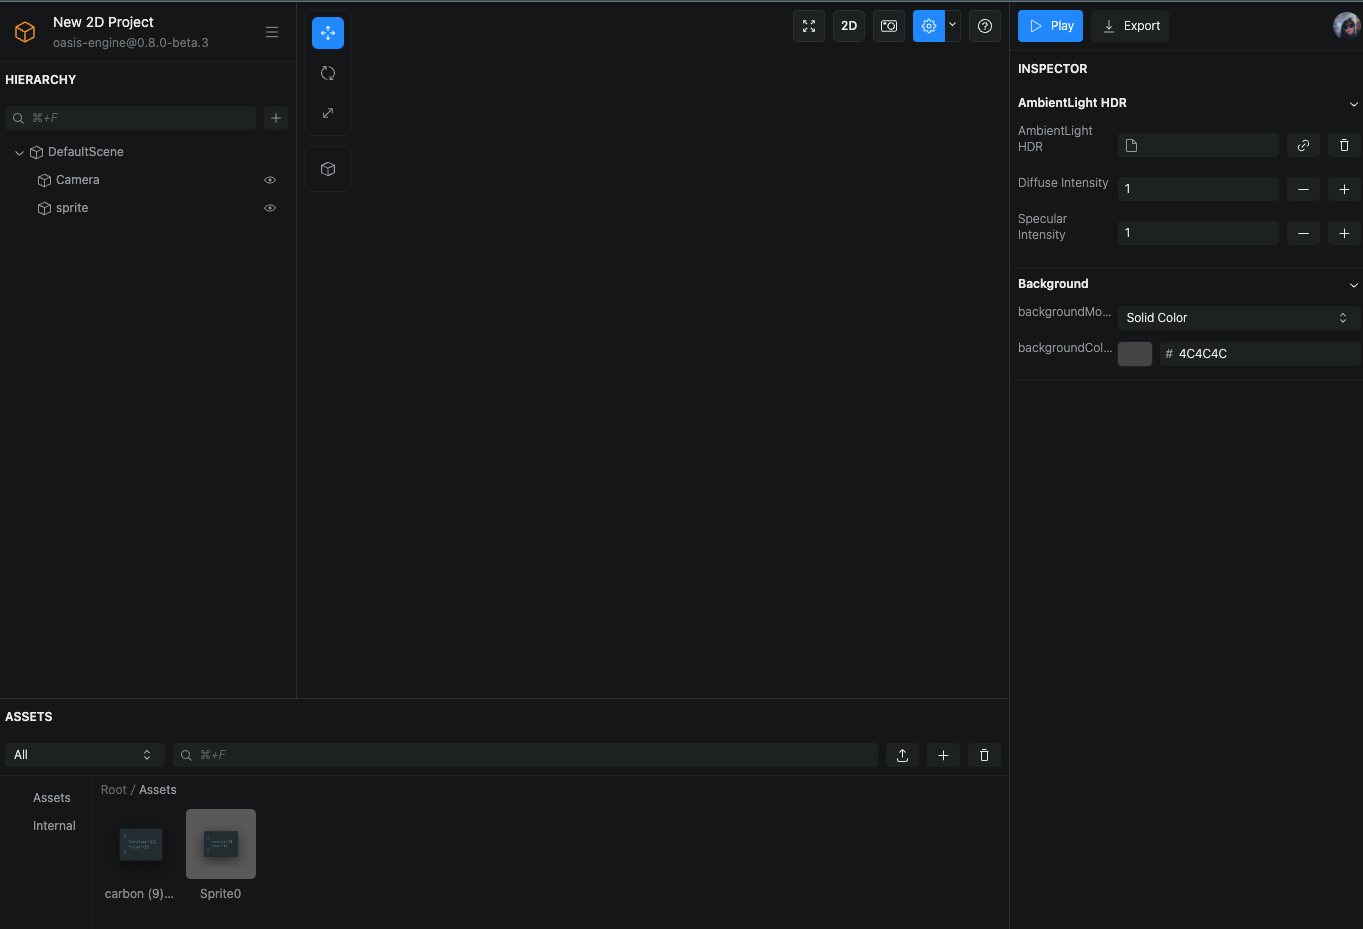 New 2D Project
oasis-engine@0.8.0-beta.3
HIERARCHY
⌘+F
DefaultScene
Camera
sprite
2D
Play
Export
INSPECTOR
AmbientLight HDR
AmbientLight
HDR
Diffuse Intensity
1
Specular
Intensity
1
Background
backgroundMo...
Solid Color
backgroundCol...
# 4C4C4C
ASSETS
All
⌘+F
Assets
Internal
Root / Assets
carbon (9)...
Sprite0